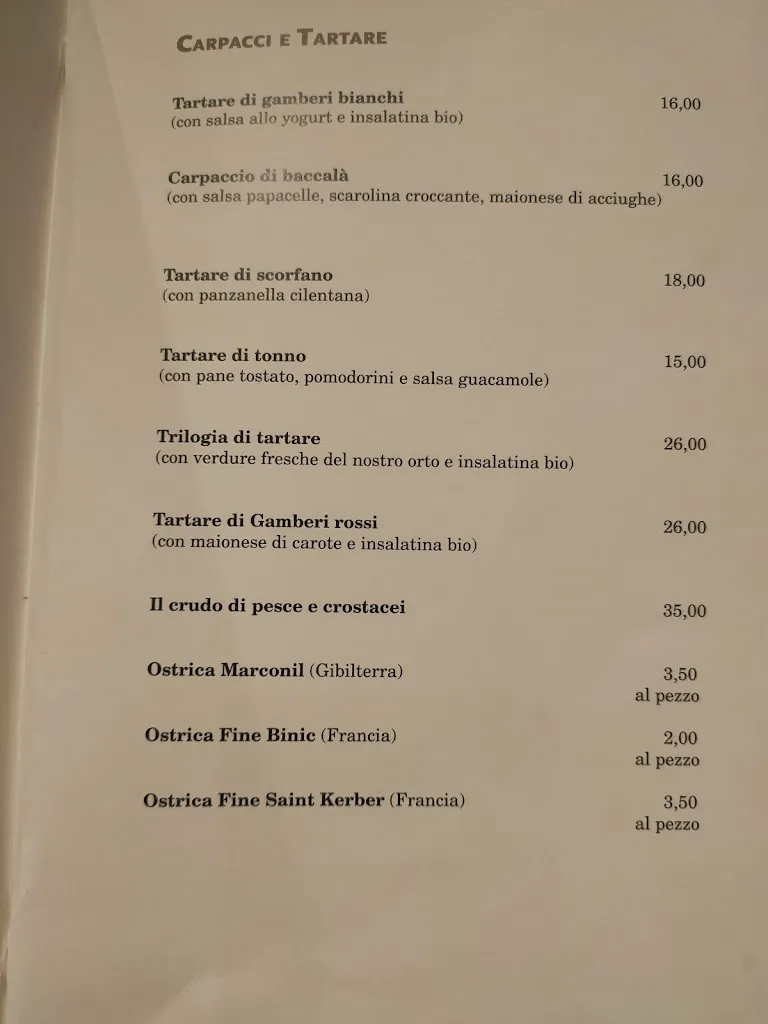 CARPACCI E TARTARE
Tartare di gamberi bianchi 16,00
(con salsa allo yogurt e insalatina bio)
Carpaccio di baccalà 16,00
(con salsa papacelle, scarolina croccante, maionese di acciughe)
Tartare di scorfano 18,00
(con panzanella cilentana)
Tartare di tonno 15,00
(con pane tostato, pomodorini e salsa guacamole)
Trilogia di tartare 26,00
(con verdure fresche del nostro orto e insalatina bio)
Tartare di Gamberi rossi 26,00
(con maionese di carote e insalatina bio)
Il crudo di pesce e crostacei 35,00
Ostrica Marconil (Gibilterra) 3,50
al pezzo
Ostrica Fine Binic (Francia) 2,00
al pezzo
Ostrica Fine Saint Kerber (Francia) 3,50
al pezzo